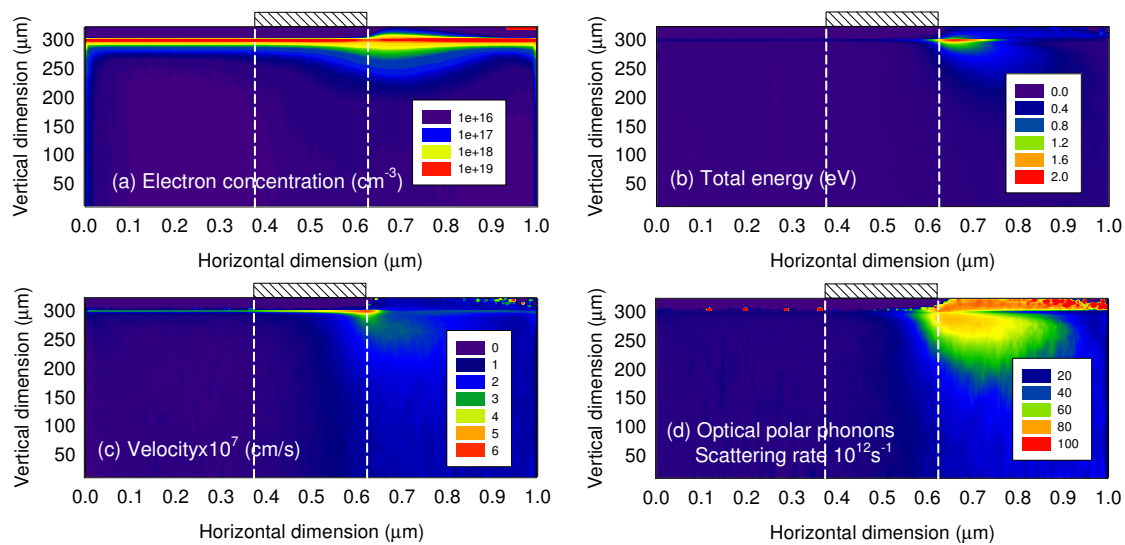 Vertical dimension (μm)
300
250
200
150
100
50
1e+16
1e+17
1e+18
1e+19
(a) Electron concentration (cm-3)
0.0 0.1 0.2 0.3 0.4 0.5 0.6 0.7 0.8 0.9 1.0
Horizontal dimension (μm)
Vertical dimension (μm)
300
250
200
150
100
50
0.0
0.4
0.8
1.2
1.6
2.0
(b) Total energy (eV)
0.0 0.1 0.2 0.3 0.4 0.5 0.6 0.7 0.8 0.9 1.0
Horizontal dimension (μm)
Vertical dimension (μm)
300
250
200
150
100
50
0
1
2
3
4
5
6
(c) Velocityx10^7 (cm/s)
0.0 0.1 0.2 0.3 0.4 0.5 0.6 0.7 0.8 0.9 1.0
Horizontal dimension (μm)
Vertical dimension (μm)
300
250
200
150
100
50
20
40
60
80
100
(d) Optical polar phonons
Scattering rate 10^12s^-1
0.0 0.1 0.2 0.3 0.4 0.5 0.6 0.7 0.8 0.9 1.0
Horizontal dimension (μm)